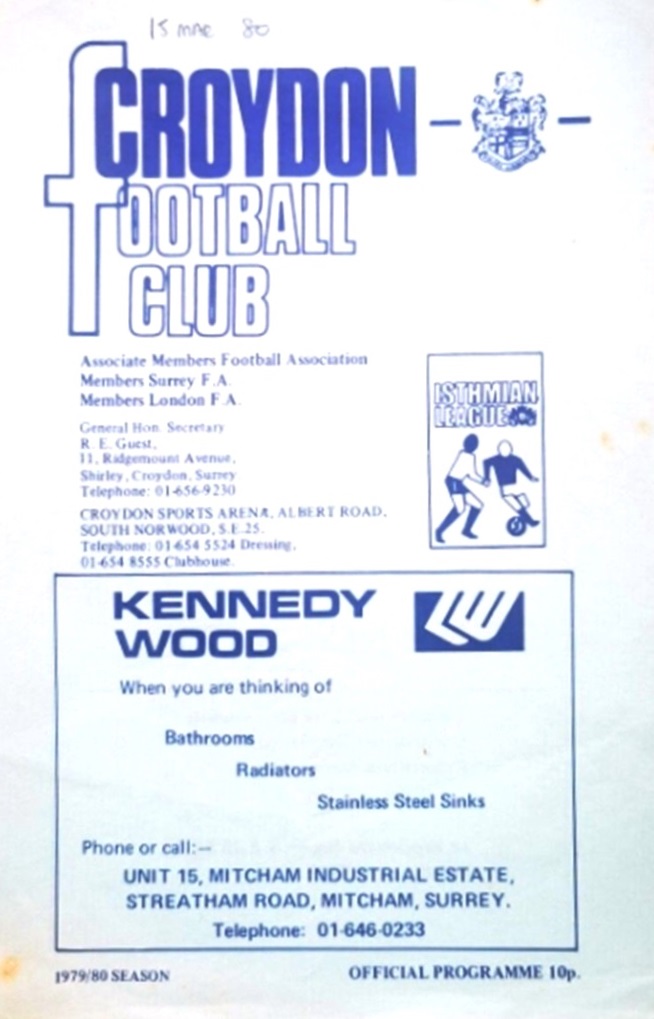 15 MAR 80
CROYDON
FOOTBALL
CLUB
Associate Members Football Association
Members Surrey F.A.
Members London F.A.
General Hon. Secretary
R. E. Guest,
11, Ridgemount Avenue,
Shirley, Croydon, Surrey
Telephone: 01-656-9230
CROYDON SPORTS ARENA, ALBERT ROAD,
SOUTH NORWOOD, S.E.25.
Telephone: 01-654 5524 Dressing,
01-654 8555 Clubhouse.
ISTHMIAN
LEAGUE
KENNEDY
WOOD
When you are thinking of
Bathrooms
Radiators
Stainless Steel Sinks
Phone or call:—
UNIT 15, MITCHAM INDUSTRIAL ESTATE,
STREATHAM ROAD, MITCHAM, SURREY.
Telephone: 01-646-0233
1979/80 SEASON
OFFICIAL PROGRAMME 10p.